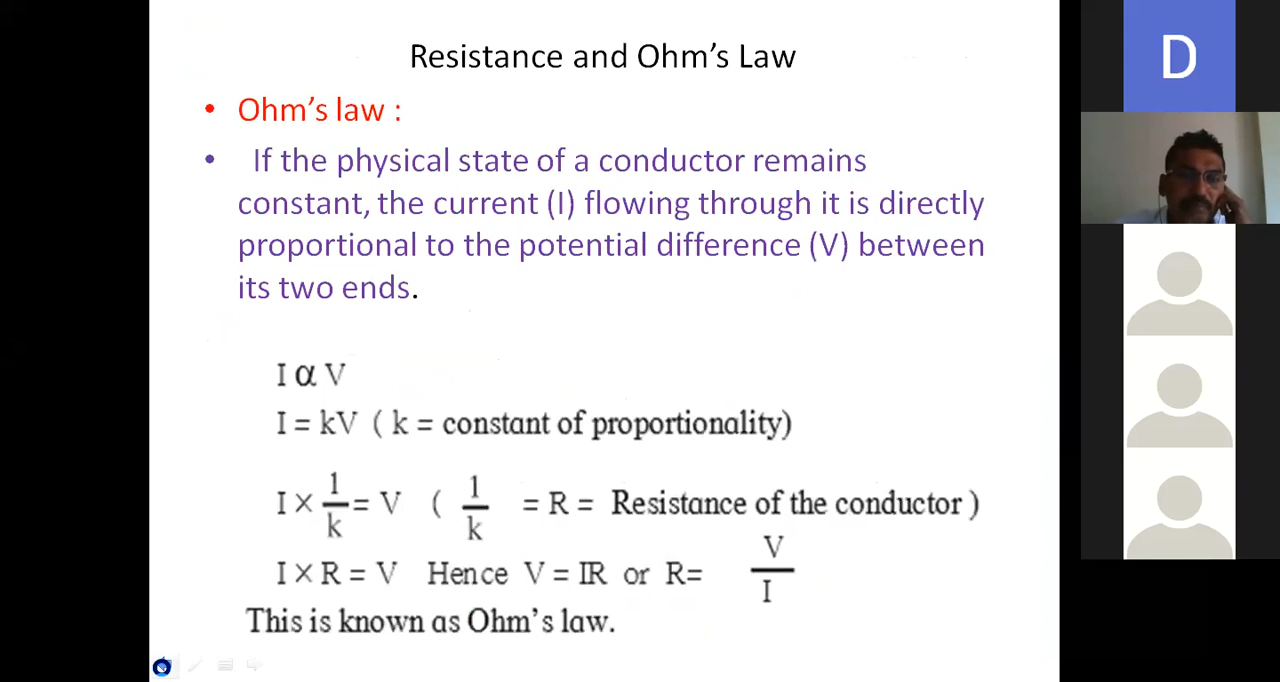 Resistance and Ohm’s Law
• Ohm’s law :
• If the physical state of a conductor remains
constant, the current (I) flowing through it is directly
proportional to the potential difference (V) between
its two ends.
I α V
I = kV ( k = constant of proportionality)
I × 1/k = V ( 1/k = R = Resistance of the conductor )
I × R = V Hence V = IR or R= V/I
This is known as Ohm’s law.
D